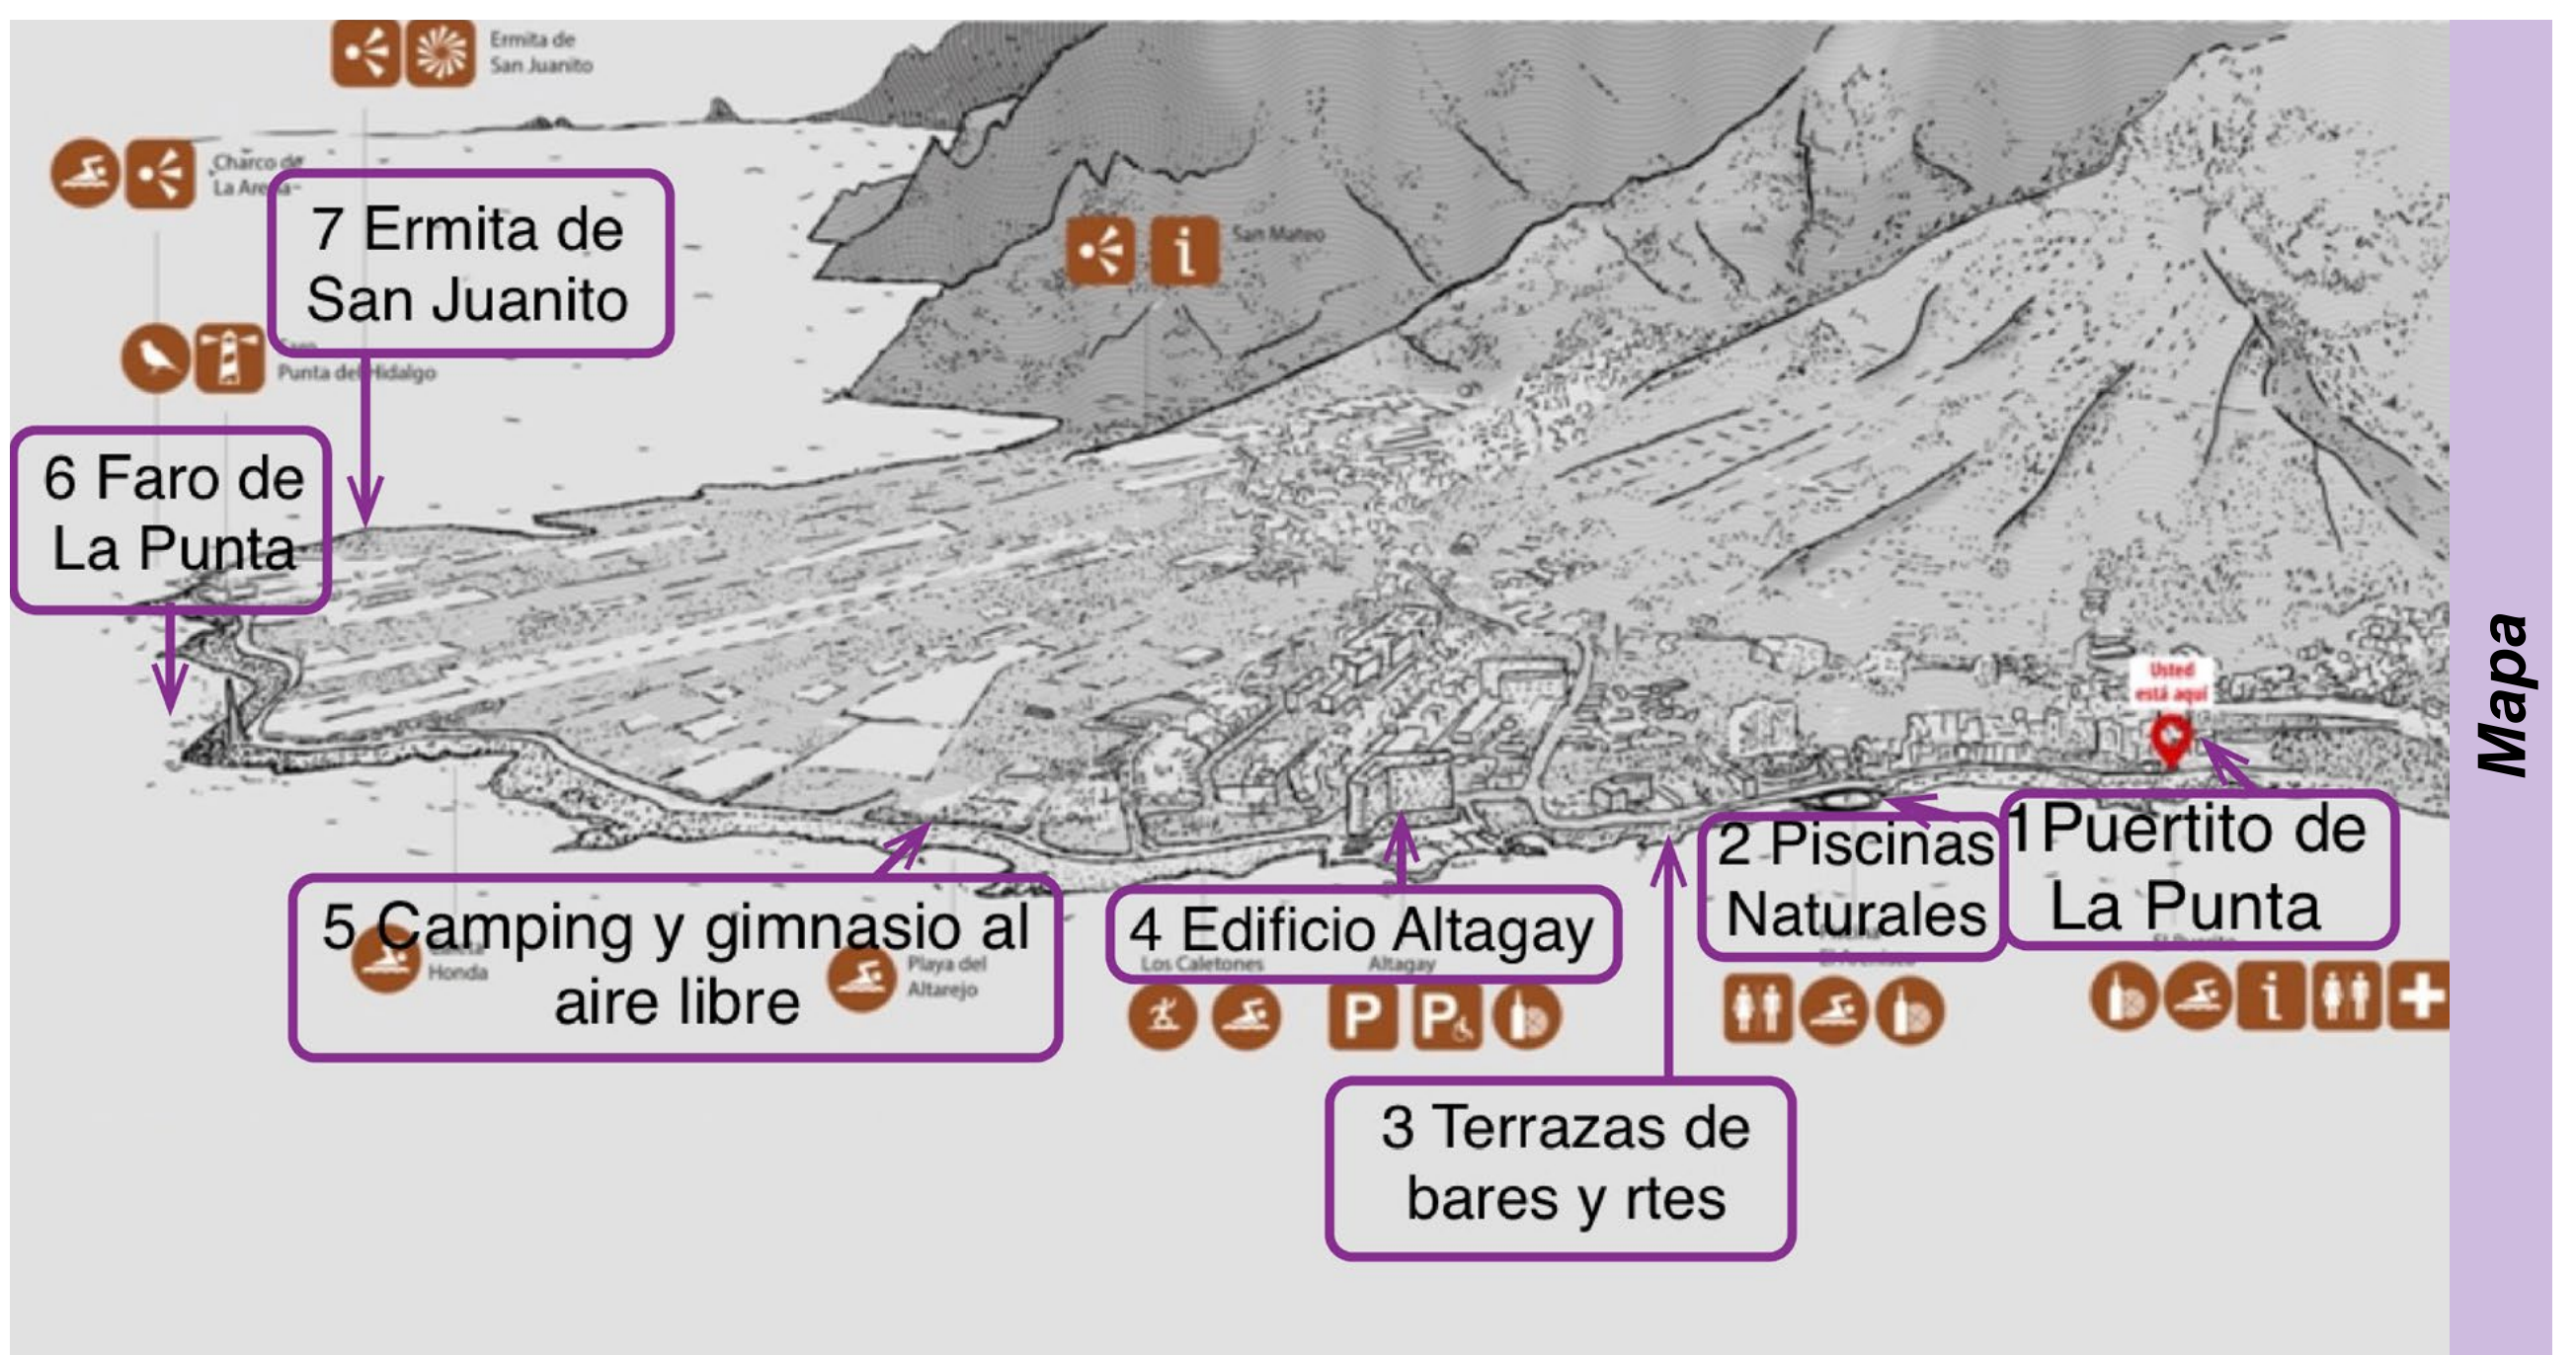 Ermita de
San Juanito
Charco de
La Arena
7 Ermita de
San Juanito
San Mateo
Punta del Hidalgo
6 Faro de
La Punta
Usted
está aquí
Mapa
1Puertito de
La Punta
2 Piscinas
Naturales
4 Edificio Altagay
Los Caletones
Altagay
5 Camping y gimnasio al
aire libre
Honda
Playa del
Altarejo
P
P
i
i
3 Terrazas de
bares y rtes